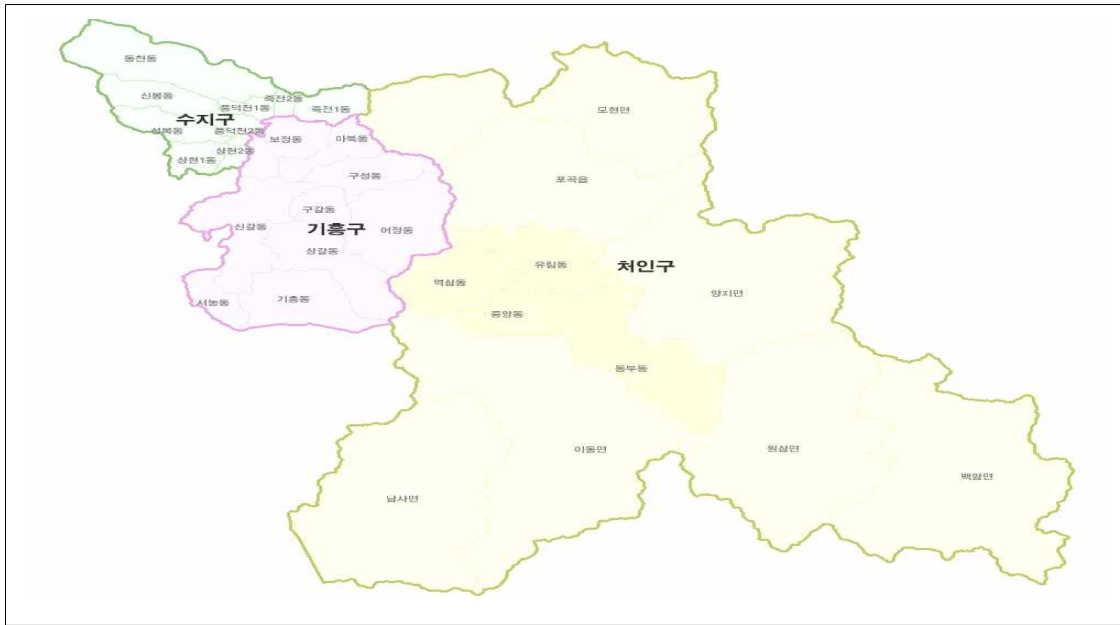 동천동
신봉동
죽전2동
풍덕천1동
죽전1동
수지구
성복동
풍덕천2동
상현2동
상현1동
보정동
마북동
구성동
구갈동
신갈동
기흥구
어정동
상갈동
서농동
기흥동
모현면
포곡읍
유림동
처인구
역삼동
양지면
중앙동
동부동
이동면
원삼면
백암면
남사면